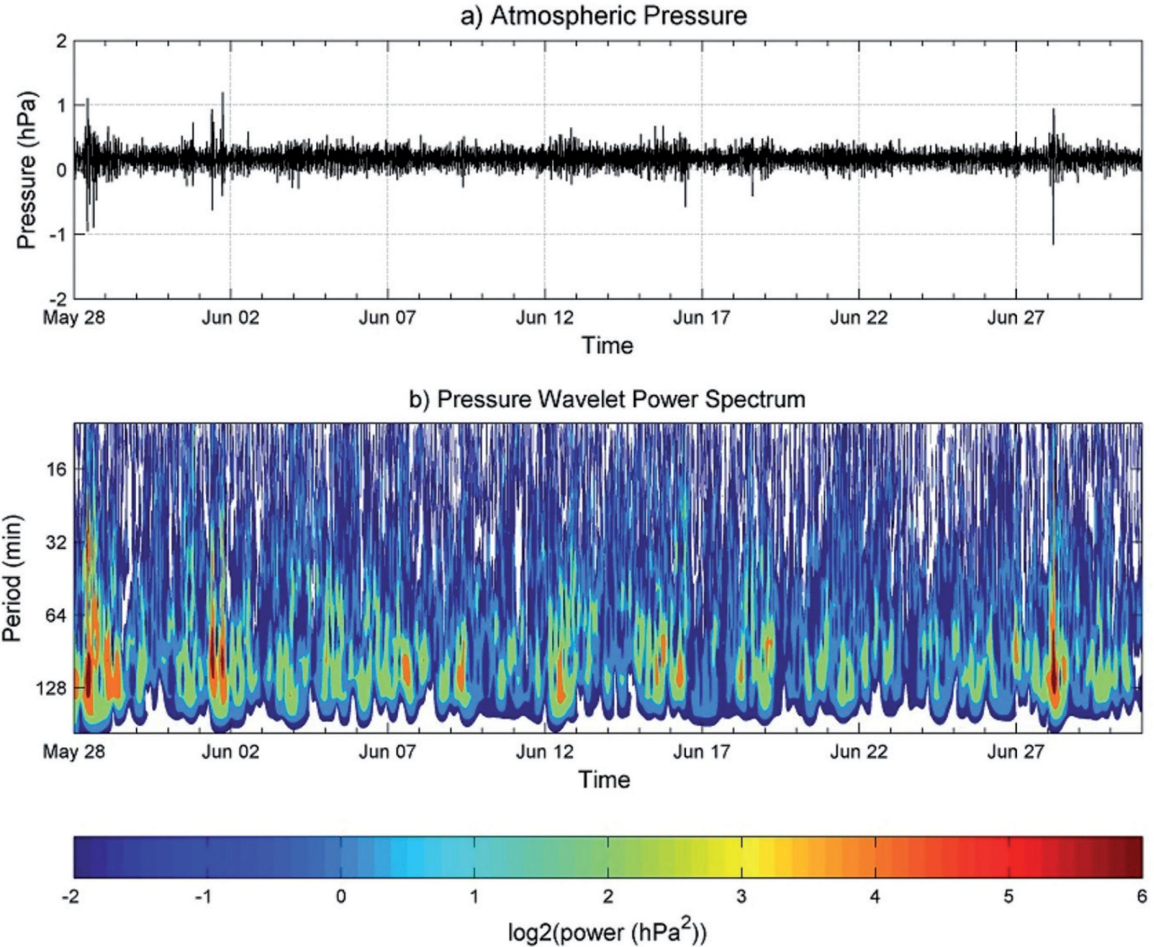 a) Atmospheric Pressure
2
1
0
-1
-2
Pressure (hPa)
May 28 Jun 02 Jun 07 Jun 12 Jun 17 Jun 22 Jun 27
Time
b) Pressure Wavelet Power Spectrum
16
32
64
128
Period (min)
May 28 Jun 02 Jun 07 Jun 12 Jun 17 Jun 22 Jun 27
Time
-2 -1 0 1 2 3 4 5 6
log2(power (hPa²))